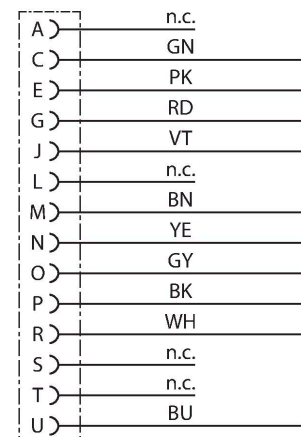 A n.c.
C GN
E PK
G RD
J VT
L n.c.
M BN
N YE
O GY
P BK
R WH
S n.c.
T n.c.
U BU